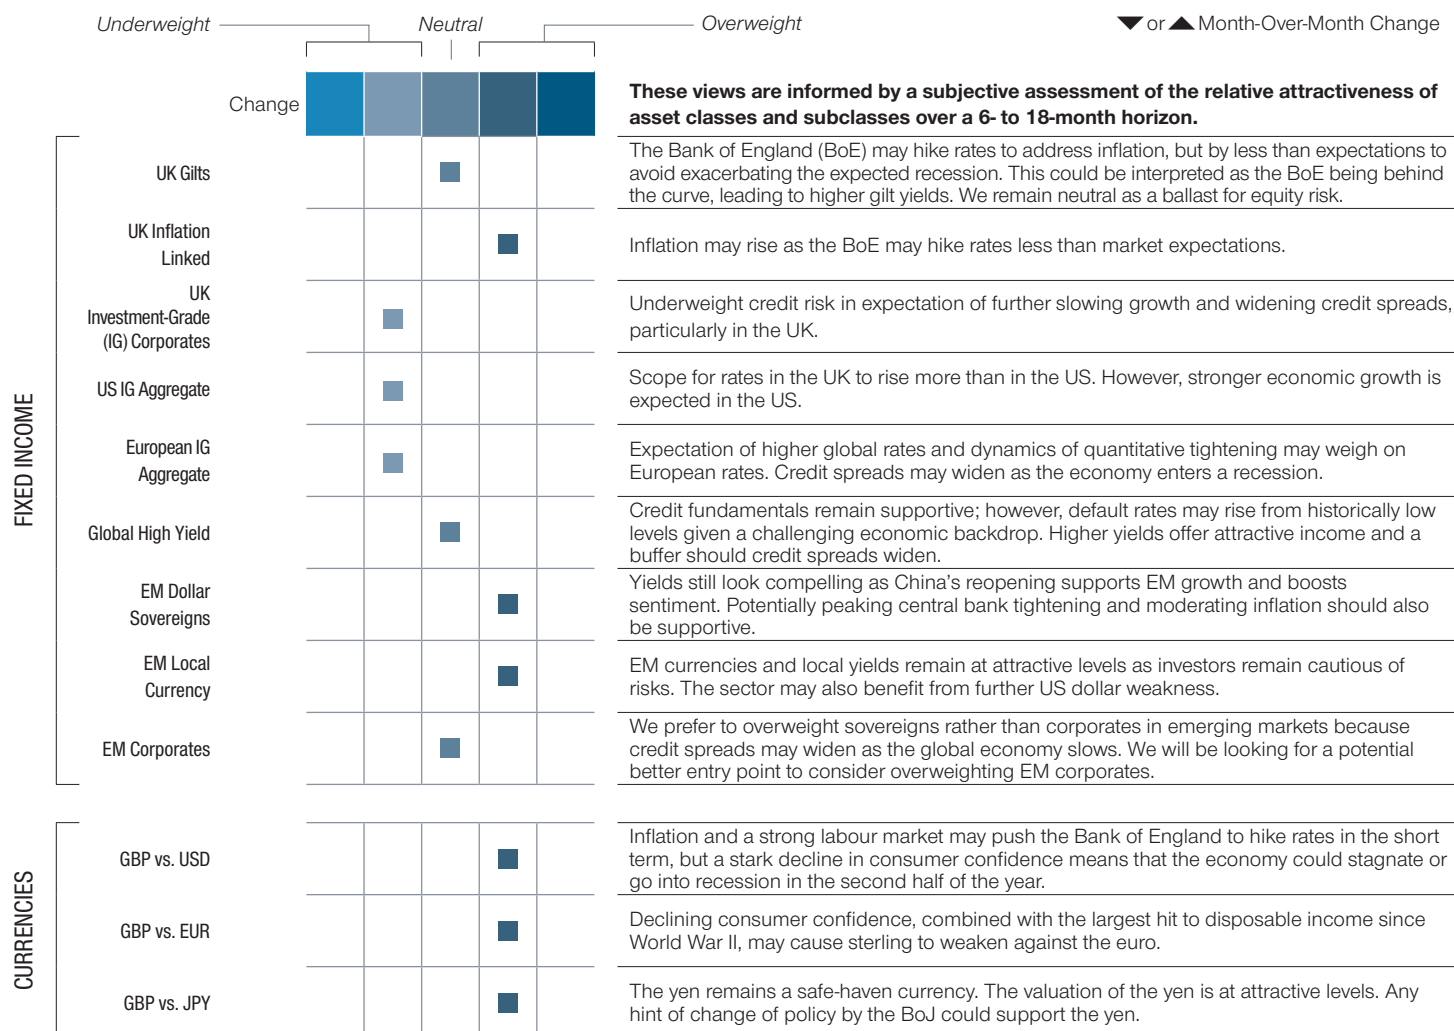 Underweight
Neutral
Overweight
▼ or ▲ Month-Over-Month Change
Change
These views are informed by a subjective assessment of the relative attractiveness of
asset classes and subclasses over a 6- to 18-month horizon.
FIXED INCOME
UK Gilts
The Bank of England (BoE) may hike rates to address inflation, but by less than expectations to
avoid exacerbating the expected recession. This could be interpreted as the BoE being behind
the curve, leading to higher gilt yields. We remain neutral as a ballast for equity risk.
UK Inflation
Linked
Inflation may rise as the BoE may hike rates less than market expectations.
UK
Investment-Grade
(IG) Corporates
Underweight credit risk in expectation of further slowing growth and widening credit spreads,
particularly in the UK.
US IG Aggregate
Scope for rates in the UK to rise more than in the US. However, stronger economic growth is
expected in the US.
European IG
Aggregate
Expectation of higher global rates and dynamics of quantitative tightening may weigh on
European rates. Credit spreads may widen as the economy enters a recession.
Global High Yield
Credit fundamentals remain supportive; however, default rates may rise from historically low
levels given a challenging economic backdrop. Higher yields offer attractive income and a
buffer should credit spreads widen.
EM Dollar
Sovereigns
Yields still look compelling as China’s reopening supports EM growth and boosts
sentiment. Potentially peaking central bank tightening and moderating inflation should also
be supportive.
EM Local
Currency
EM currencies and local yields remain at attractive levels as investors remain cautious of
risks. The sector may also benefit from further US dollar weakness.
EM Corporates
We prefer to overweight sovereigns rather than corporates in emerging markets because
credit spreads may widen as the global economy slows. We will be looking for a potential
better entry point to consider overweighting EM corporates.
CURRENCIES
GBP vs. USD
Inflation and a strong labour market may push the Bank of England to hike rates in the short
term, but a stark decline in consumer confidence means that the economy could stagnate or
go into recession in the second half of the year.
GBP vs. EUR
Declining consumer confidence, combined with the largest hit to disposable income since
World War II, may cause sterling to weaken against the euro.
GBP vs. JPY
The yen remains a safe-haven currency. The valuation of the yen is at attractive levels. Any
hint of change of policy by the BoJ could support the yen.